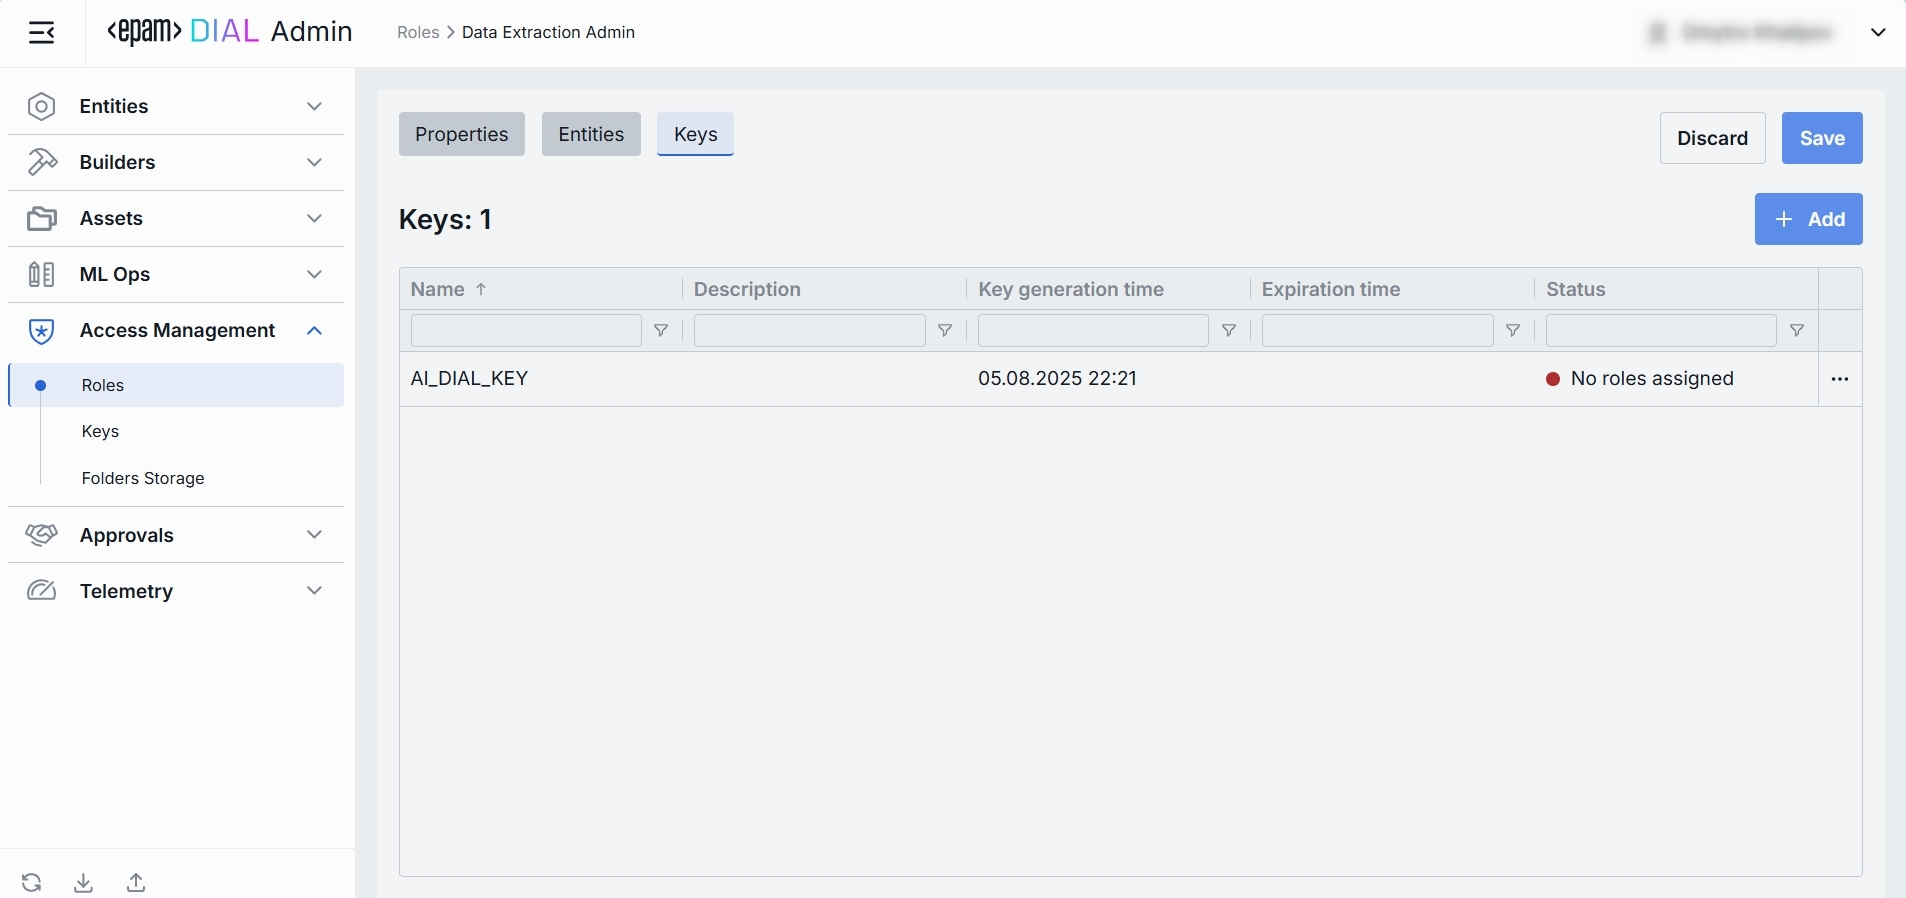 <epam> DIAL Admin
Roles > Data Extraction Admin
Entities
Builders
Assets
ML Ops
Access Management
Roles
Keys
Folders Storage
Approvals
Telemetry
Properties Entities Keys
Discard Save
Keys: 1
+ Add
Name ↑ Description Key generation time Expiration time Status
AI_DIAL_KEY 05.08.2025 22:21 No roles assigned ...